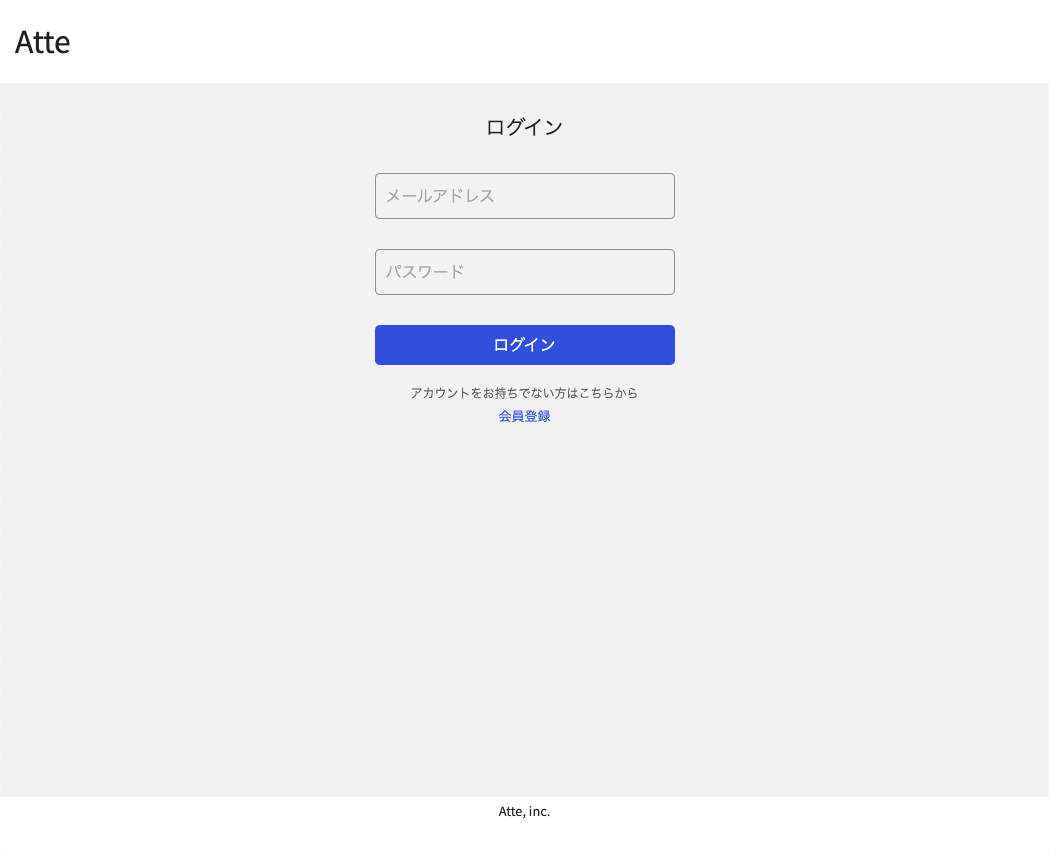 Atte
ログイン
メールアドレス
パスワード
ログイン
アカウントをお持ちでない方はこちらから
会員登録
Atte, inc.